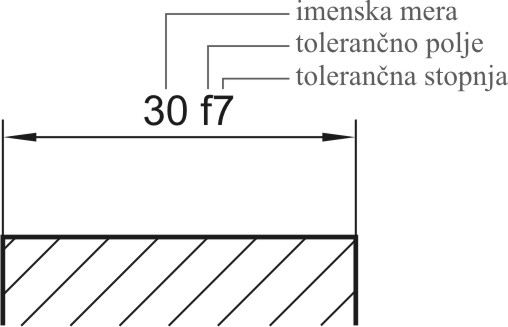 imenska mera
tolerančno polje
tolerančna stopnja
30 f7